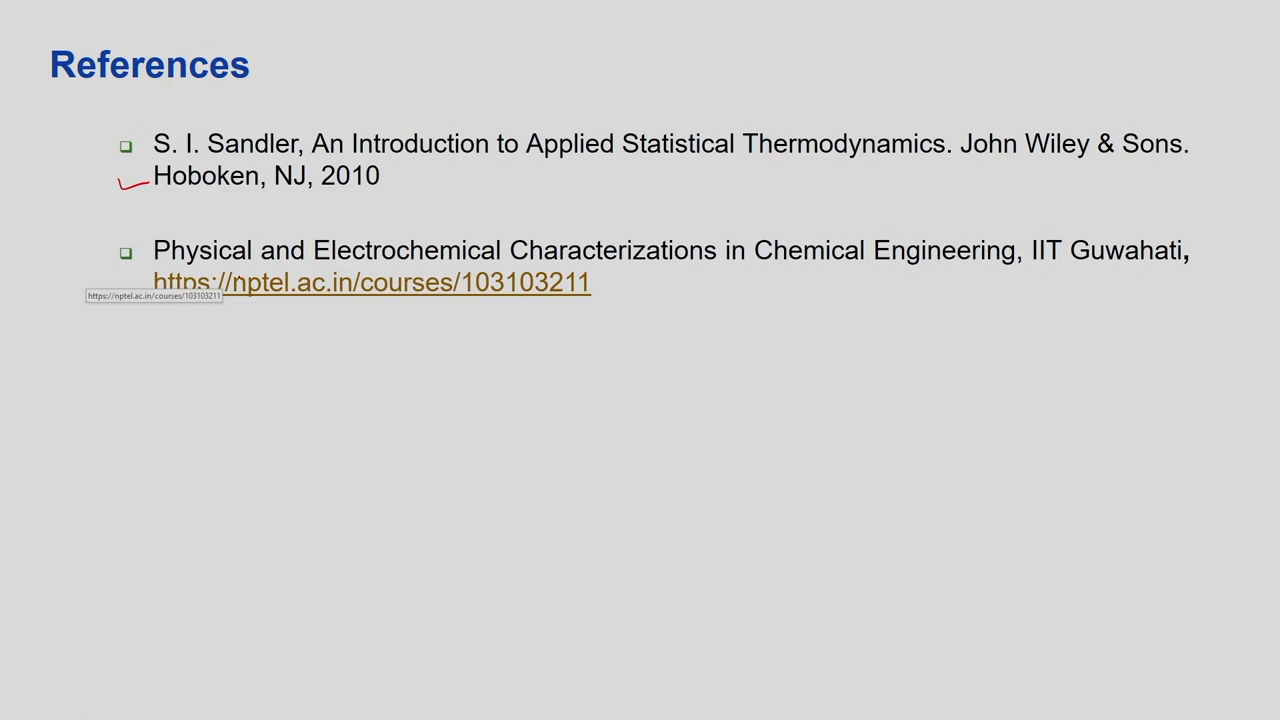 References
S. I. Sandler, An Introduction to Applied Statistical Thermodynamics. John Wiley & Sons.
Hoboken, NJ, 2010
Physical and Electrochemical Characterizations in Chemical Engineering, IIT Guwahati,
https://nptel.ac.in/courses/103103211
https://nptel.ac.in/courses/103103211